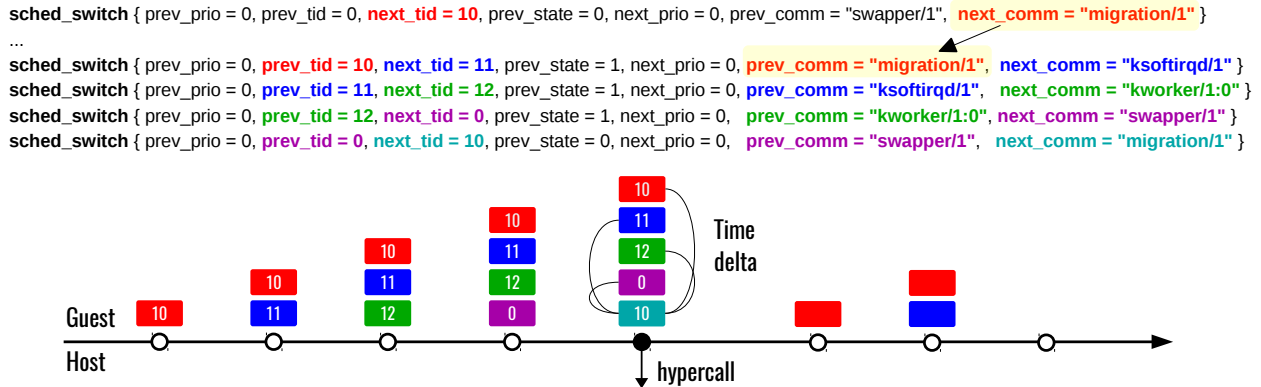 sched_switch { prev_prio = 0, prev_tid = 0, next_tid = 10, prev_state = 0, next_prio = 0, prev_comm = "swapper/1", next_comm = "migration/1" }
...
sched_switch { prev_prio = 0, prev_tid = 10, next_tid = 11, prev_state = 1, next_prio = 0, prev_comm = "migration/1", next_comm = "ksoftirqd/1" }
sched_switch { prev_prio = 0, prev_tid = 11, next_tid = 12, prev_state = 1, next_prio = 0, prev_comm = "ksoftirqd/1", next_comm = "kworker/1:0" }
sched_switch { prev_prio = 0, prev_tid = 12, next_tid = 0, prev_state = 1, next_prio = 0, prev_comm = "kworker/1:0", next_comm = "swapper/1" }
sched_switch { prev_prio = 0, prev_tid = 0, next_tid = 10, prev_state = 0, next_prio = 0, prev_comm = "swapper/1", next_comm = "migration/1" }
10
10 11 Time
10 11 12 delta
10 11 12 0
Guest 10 11 12 0 10
Host
hypercall